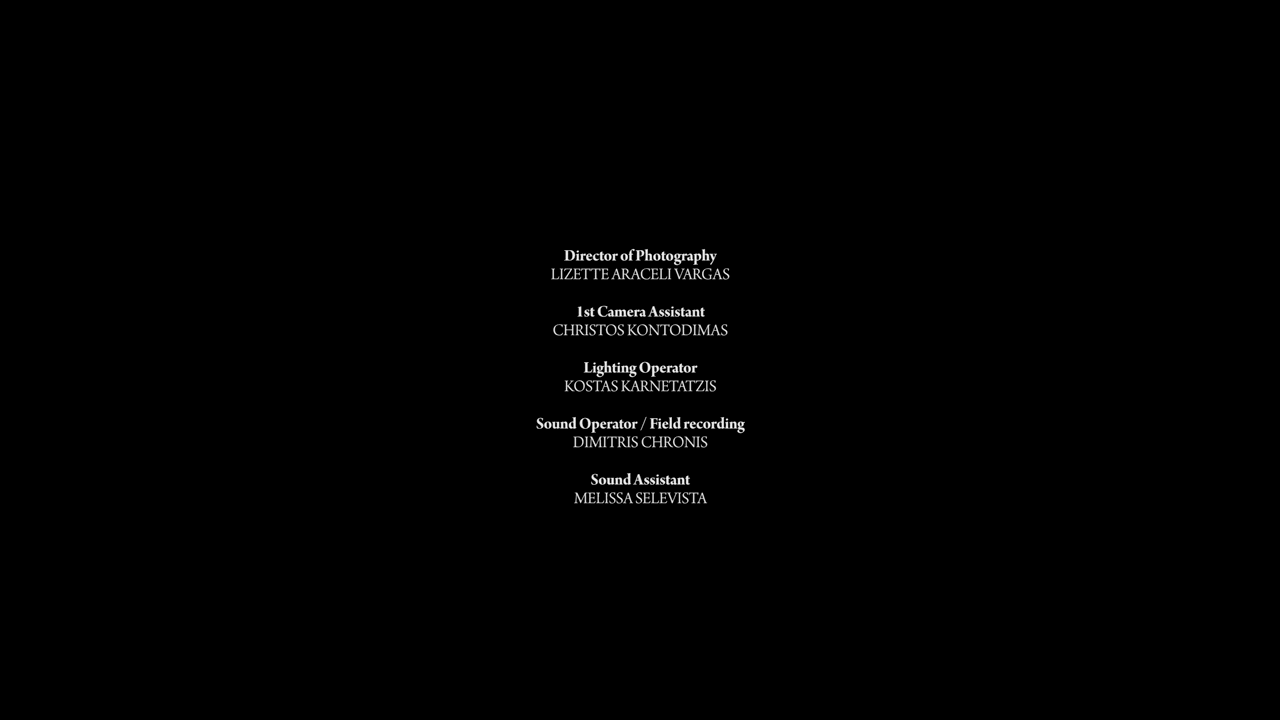 Director of Photography
LIZETTE ARACELI VARGAS
1st Camera Assistant
CHRISTOS KONTODIMAS
Lighting Operator
KOSTAS KARNETATZIS
Sound Operator / Field recording
DIMITRIS CHRONIS
Sound Assistant
MELISSA SELEVISTA